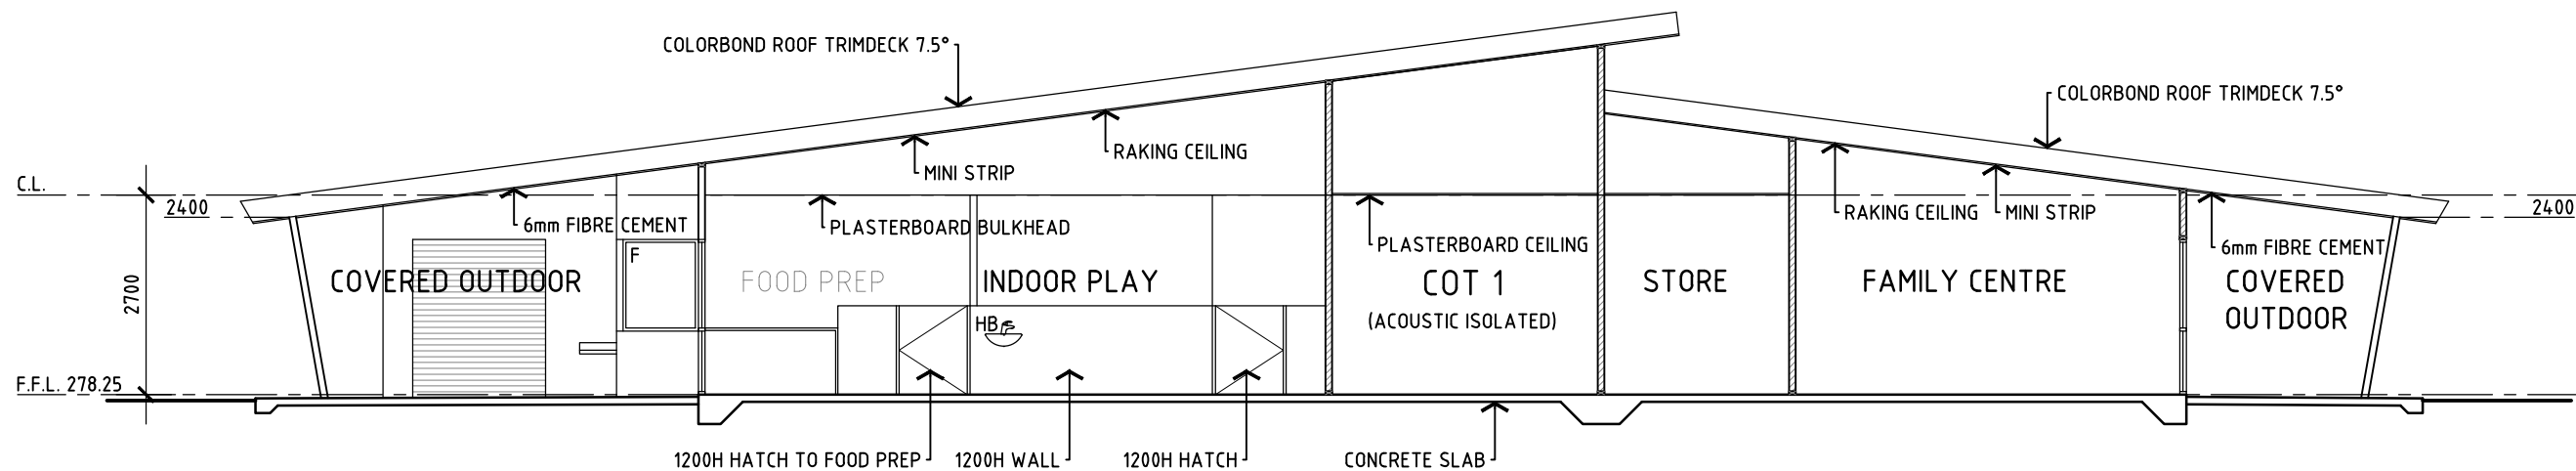 COLORBOND ROOF TRIMDECK 7.5°
COLORBOND ROOF TRIMDECK 7.5°
RAKING CEILING
MINI STRIP
C.L.
2400
6mm FIBRE CEMENT
PLASTERBOARD BULKHEAD
PLASTERBOARD CEILING
RAKING CEILING
MINI STRIP
2400
6mm FIBRE CEMENT
F
2700
COVERED OUTDOOR
FOOD PREP
INDOOR PLAY
COT 1
(ACOUSTIC ISOLATED)
STORE
FAMILY CENTRE
COVERED
OUTDOOR
HB
F.F.L. 278.25
1200H HATCH TO FOOD PREP
1200H WALL
1200H HATCH
CONCRETE SLAB